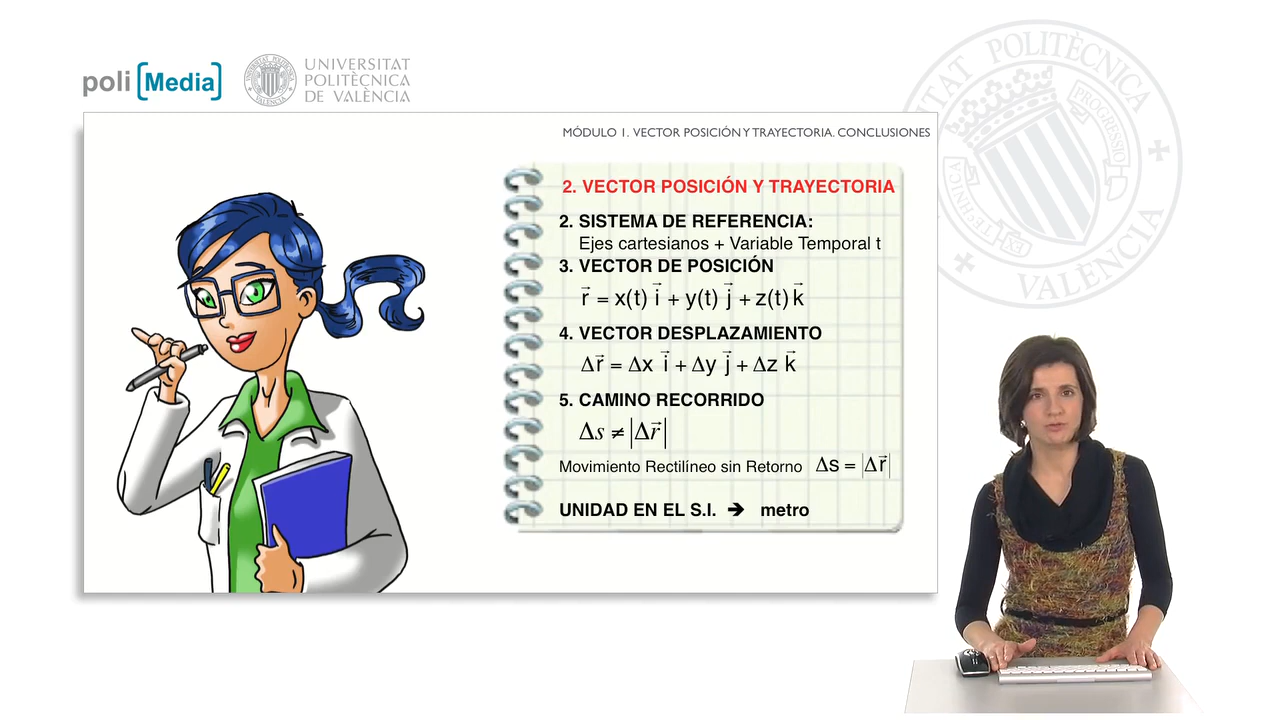 poli [Media]
UNIVERSITAT
POLITÈCNICA
DE VALÈNCIA
MÓDULO 1. VECTOR POSICIÓN Y TRAYECTORIA. CONCLUSIONES
2. VECTOR POSICIÓN Y TRAYECTORIA
2. SISTEMA DE REFERENCIA:
Ejes cartesianos + Variable Temporal t
3. VECTOR DE POSICIÓN
r⃗ = x(t) i⃗ + y(t) j⃗ + z(t) k⃗
4. VECTOR DESPLAZAMIENTO
Δr⃗ = Δx i⃗ + Δy j⃗ + Δz k⃗
5. CAMINO RECORRIDO
Δs ≠ |Δr⃗|
Movimiento Rectilíneo sin Retorno Δs = |Δr⃗|
UNIDAD EN EL S.I. ➔ metro
POLITÈCNICA
VALÈNCIA